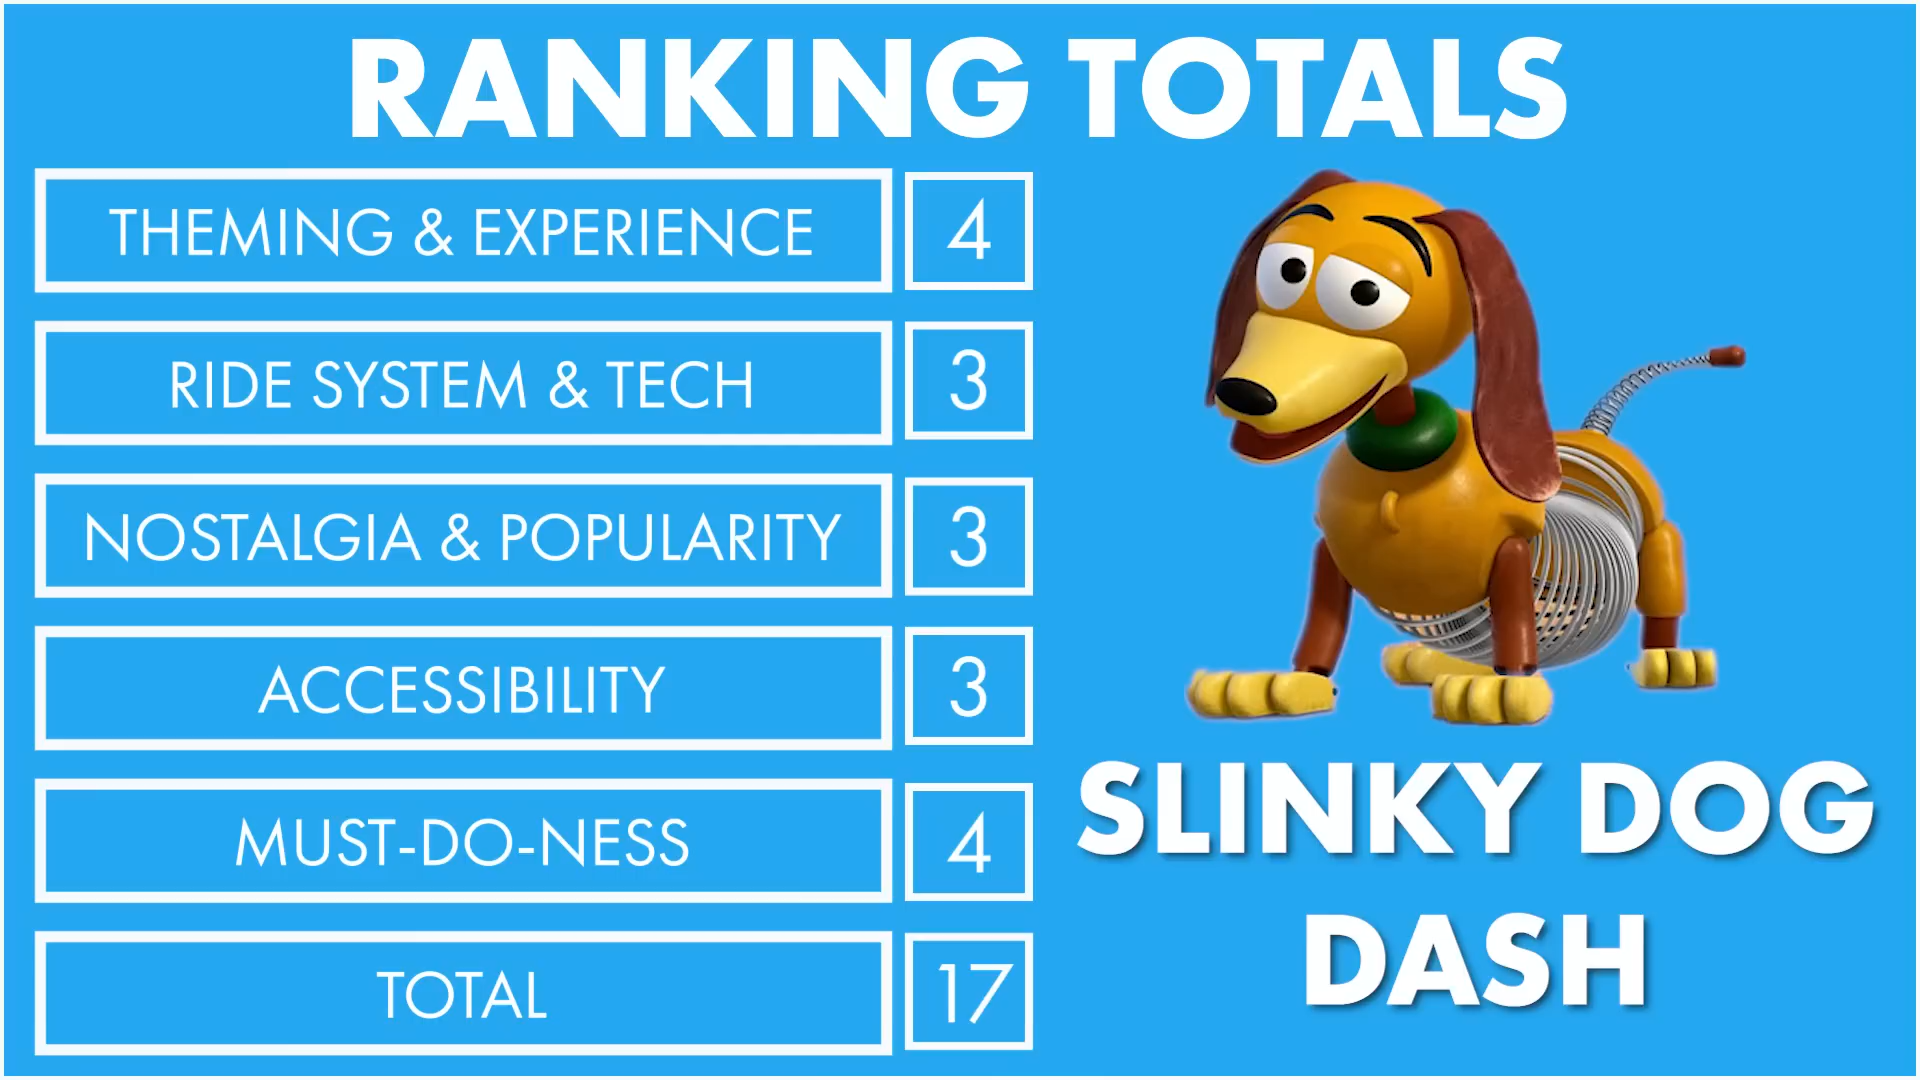 RANKING TOTALS
THEMING & EXPERIENCE 4
RIDE SYSTEM & TECH 3
NOSTALGIA & POPULARITY 3
ACCESSIBILITY 3
MUST-DO-NESS 4
TOTAL 17
SLINKY DOG
DASH